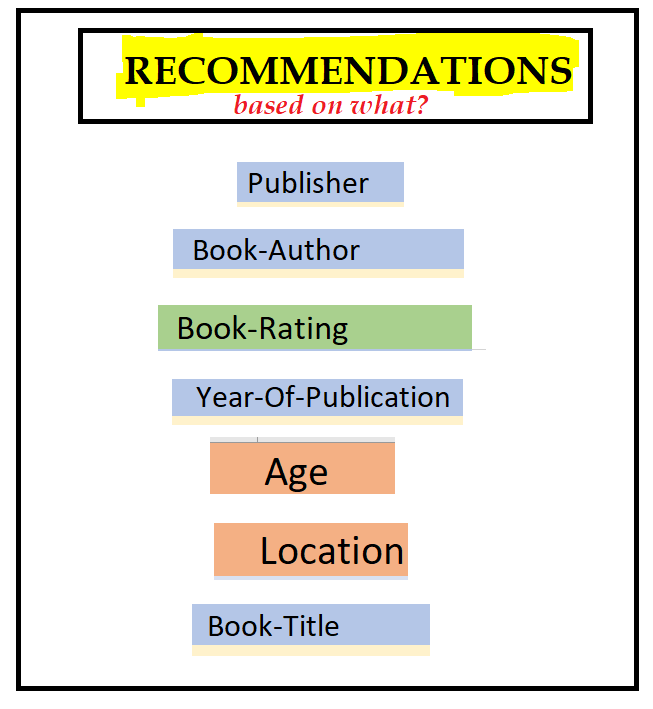 RECOMMENDATIONS
based on what?
Publisher
Book-Author
Book-Rating
Year-Of-Publication
Age
Location
Book-Title